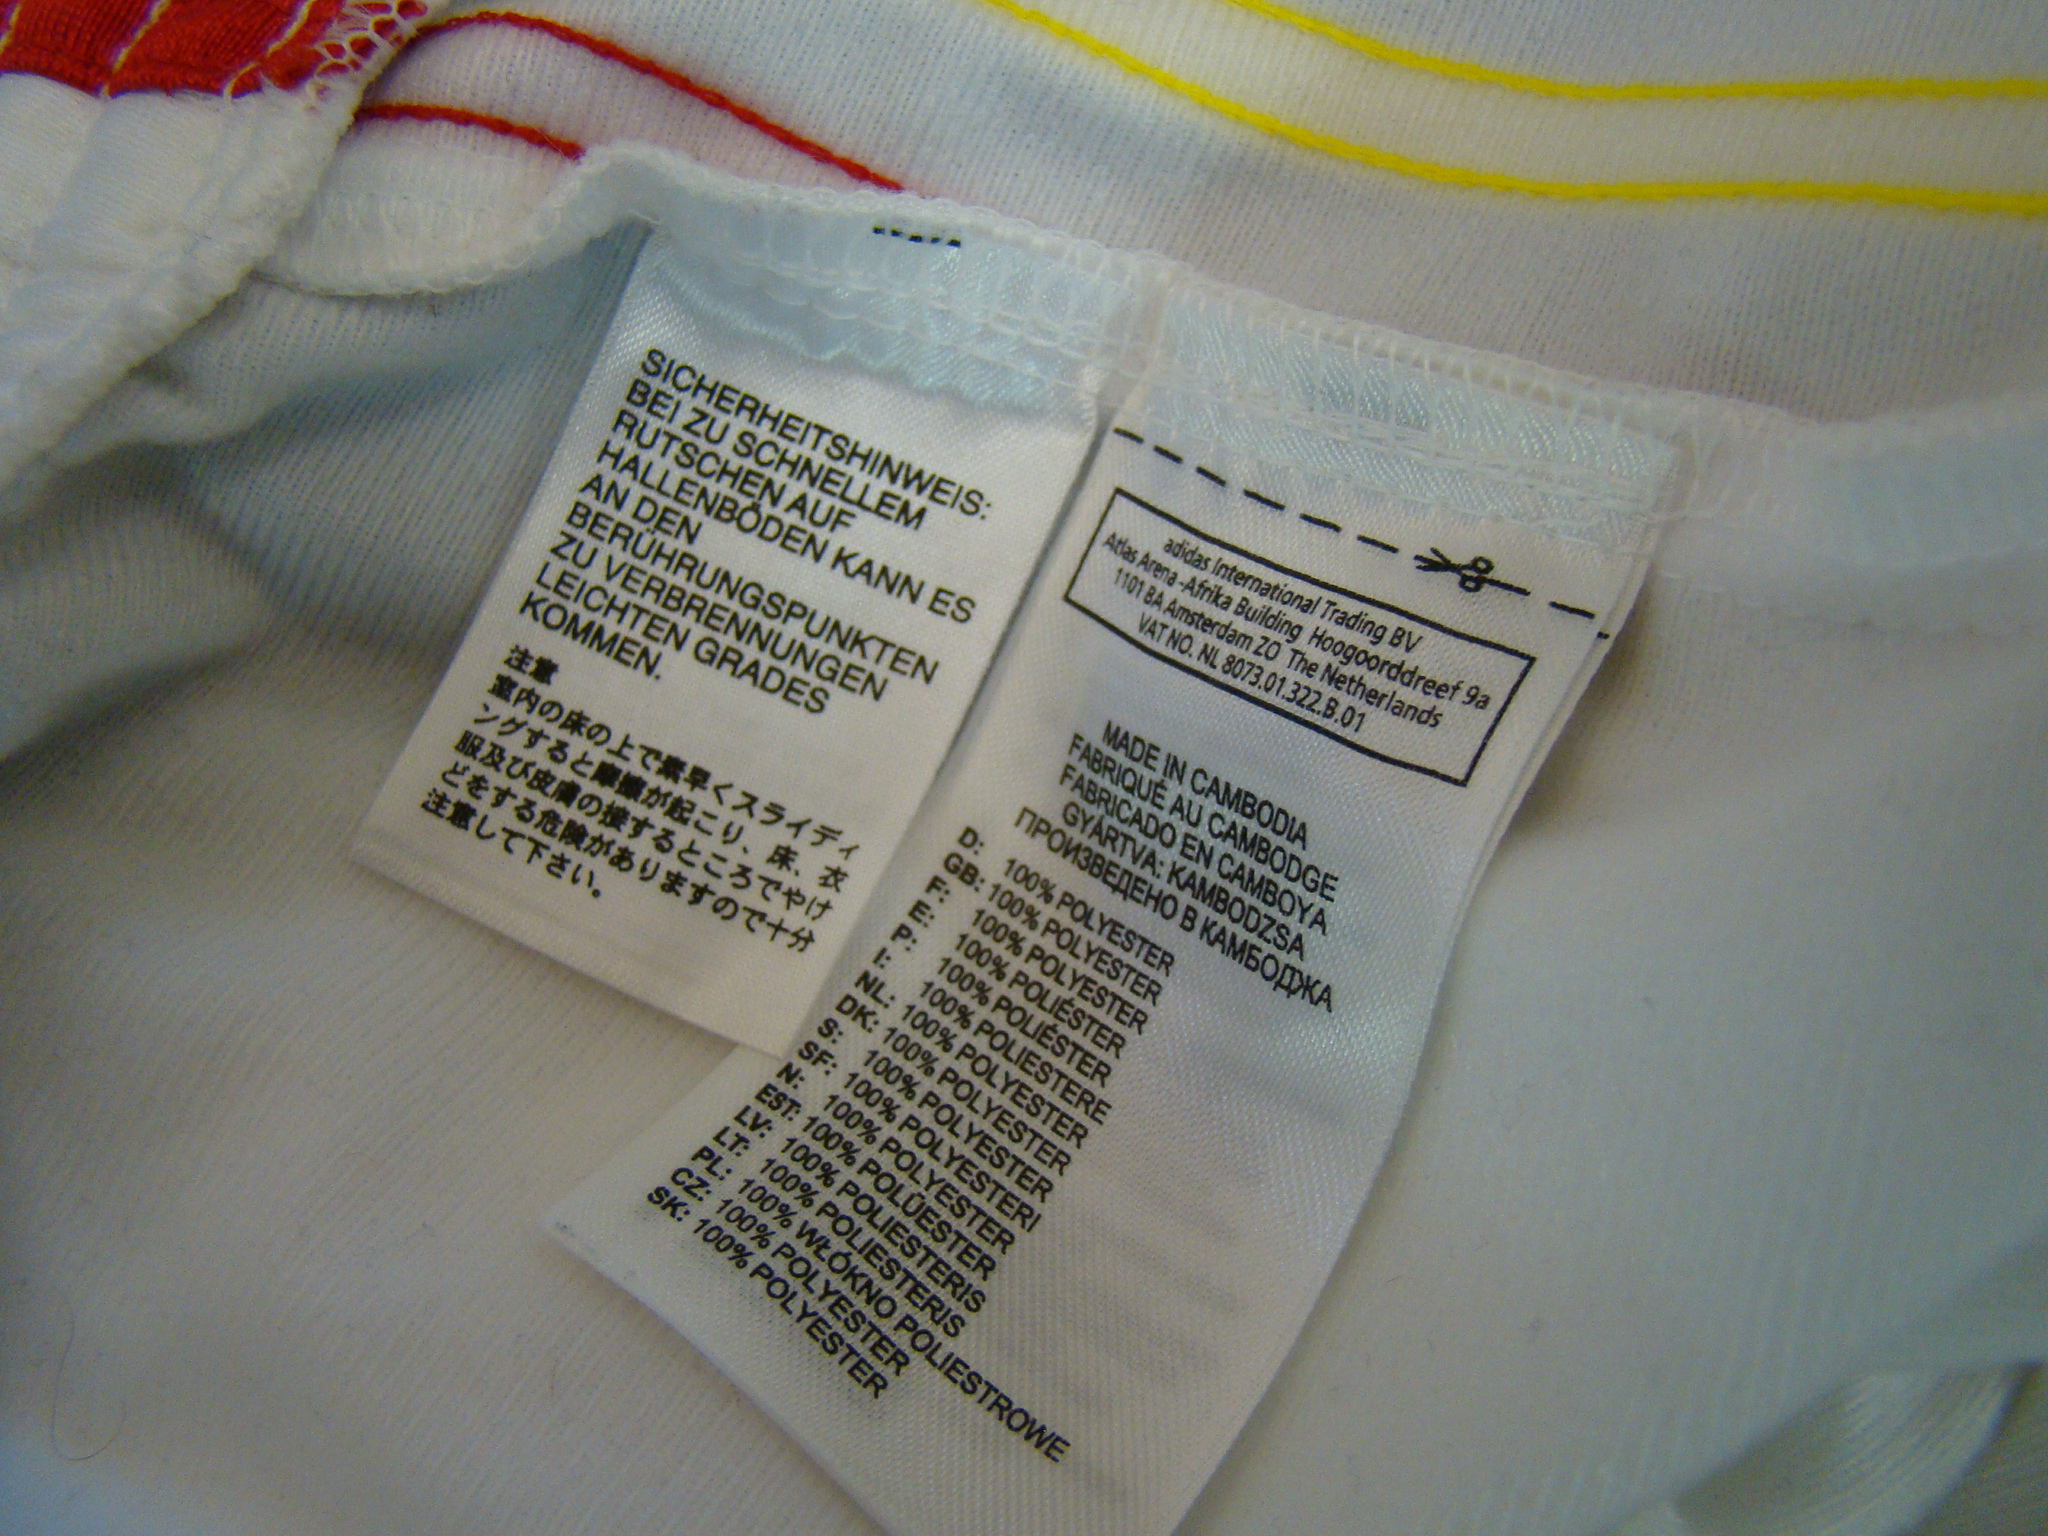 SICHERHEITSHINWEIS:
BEI ZU SCHNELLEM
RUTSCHEN AUF
HALLENBÖDEN KANN ES
AN DEN
BERÜHRUNGSPUNKTEN
ZU VERBRENNUNGEN
LEICHTEN GRADES
KOMMEN.
注意
室内の床の上で素早くスライディ
ングすると摩擦が起こり、床、衣
服及び皮膚の接するところでやけ
どをする危険がありますので十分
注意して下さい。
adidas International Trading BV
Atlas Arena-Afrika Building Hoogoorddreef 9a
1101 BA Amsterdam ZO The Netherlands
VAT NO. NL 8073.01.322.B.01
MADE IN CAMBODIA
FABRIQUÉ AU CAMBODGE
FABRICADO EN CAMBOYA
GYÁRTVA: KAMBODZSA
ПРОИЗВЕДЕНО В КАМБОДЖА
D: 100% POLYESTER
GB: 100% POLYESTER
F: 100% POLYESTER
E: 100% POLIÉSTER
P: 100% POLIÉSTER
I: 100% POLIESTERE
NL: 100% POLYESTER
DK: 100% POLYESTER
S: 100% POLYESTER
SF: 100% POLYESTERI
N: 100% POLYESTER
EST: 100% POLÜESTER
LV: 100% POLIESTERIS
LT: 100% POLIESTERIS
PL: 100% WŁÓKNO POLIESTROWE
CZ: 100% POLYESTER
SK: 100% POLYESTER